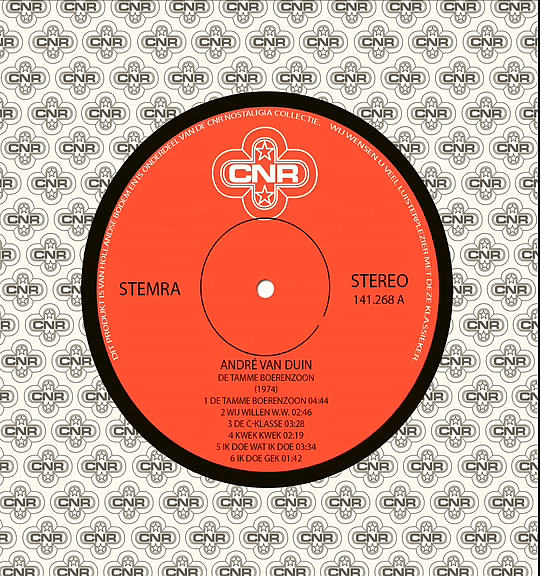 DIT PRODUKT IS VAN HOLLANDSE BODEM EN IS ONDERDEEL VAN DE CNR NOSTALIGIA COLLECTIE. WIJ WENSEN U VEEL LUISTERPLEZIER MET DEZE KLASSIEKER.
CNR
STEMRA
STEREO
141.268 A
ANDRÉ VAN DUIN
DE TAMME BOERENZOON
(1974)
1 DE TAMME BOERENZOON 04:44
2 WIJ WILLEN W.W. 02:46
3 DE C-KLASSE 03:28
4 KWEK KWEK 02:19
5 IK DOE WAT IK DOE 03:34
6 IK DOE GEK 01:42